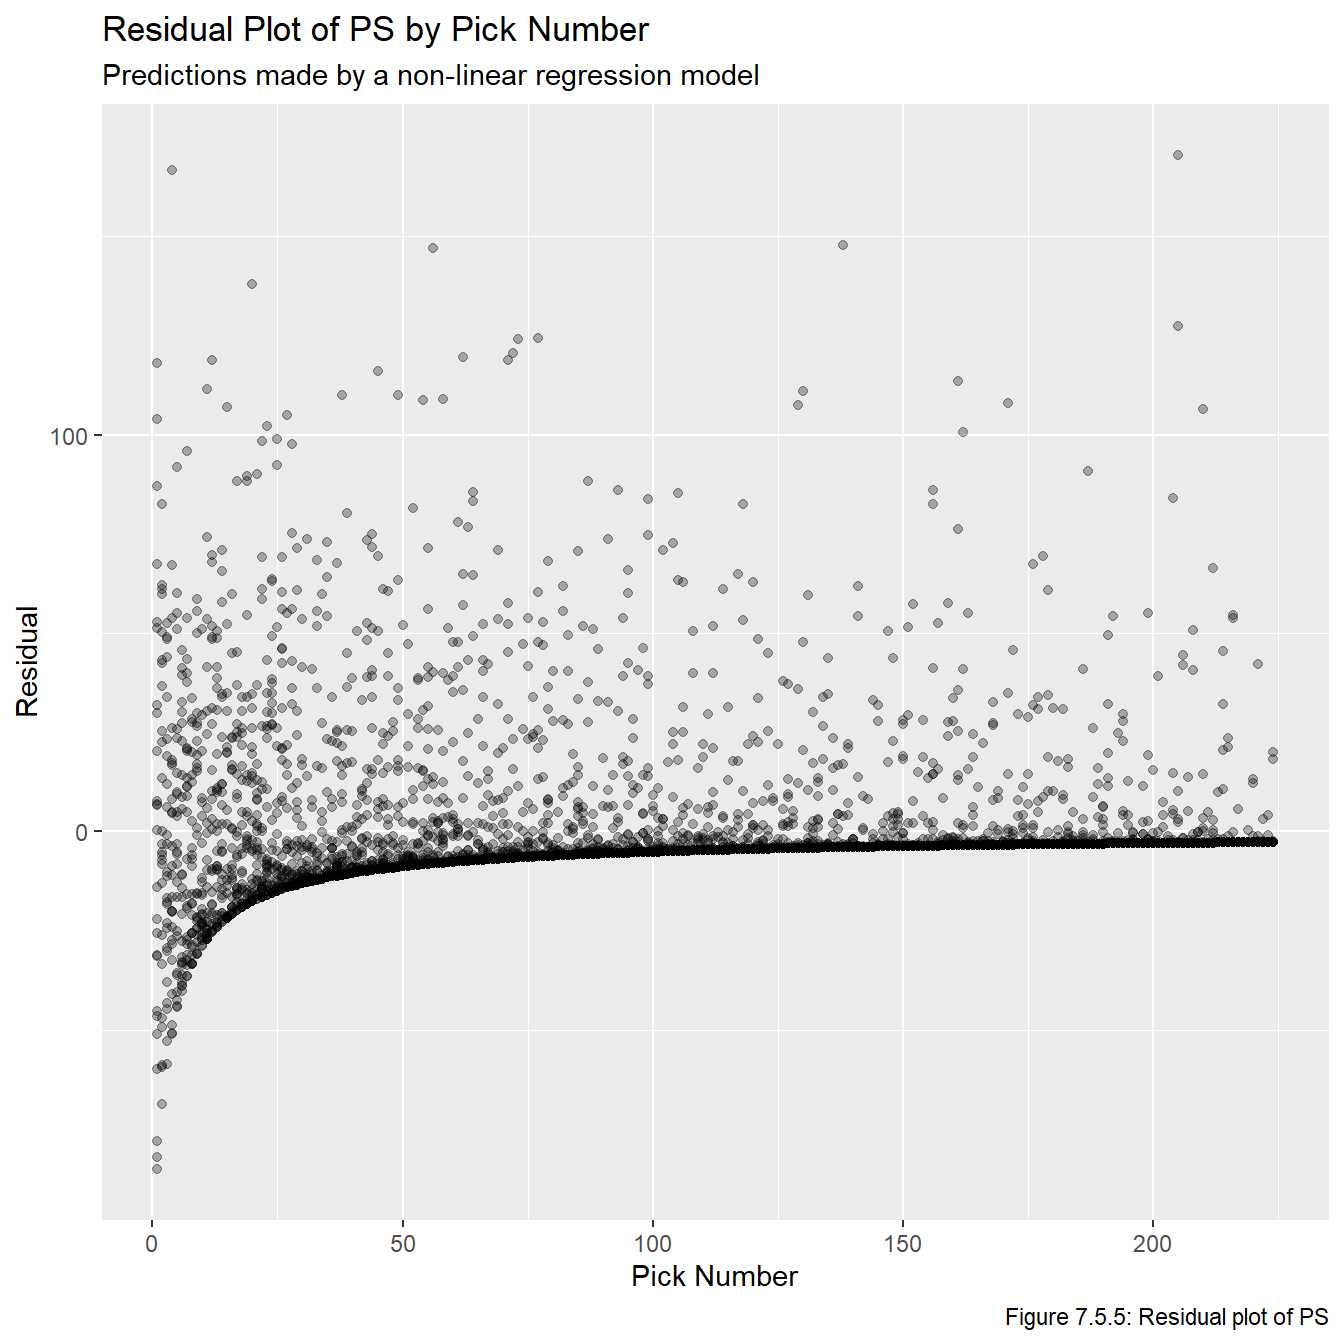 Residual Plot of PS by Pick Number
Predictions made by a non-linear regression model
Residual
100
0
0
50
100
150
200
Pick Number
Figure 7.5.5: Residual plot of PS